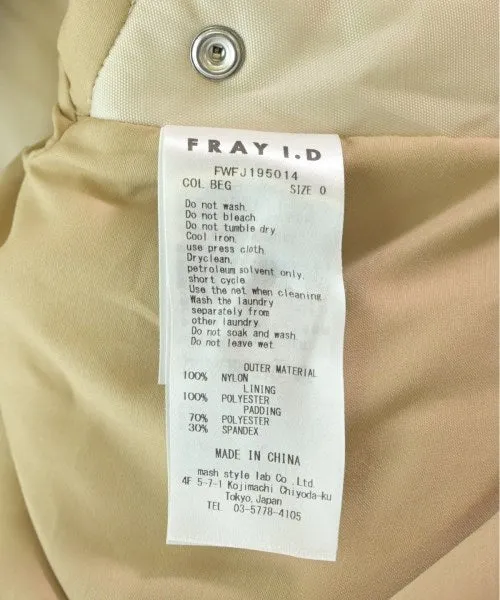 FRAY I.D
FWFJ195014
COL BEG SIZE 0
Do not wash.
Do not bleach
Do not tumble dry
Cool iron.
use press cloth.
Dryclean.
petroleum solvent only.
short cycle
Use the net when cleaning.
Wash the laundry
separately from
other laundry
Do not soak and wash.
Do not leave wet.
OUTER MATERIAL
100% NYLON
LINING
100% POLYESTER
PADDING
70% POLYESTER
30% SPANDEX
MADE IN CHINA
mash style lab Co., Ltd
4F 5-7-1 Kojimachi Chiyoda-ku
Tokyo, Japan
TEL 03-5778-4105